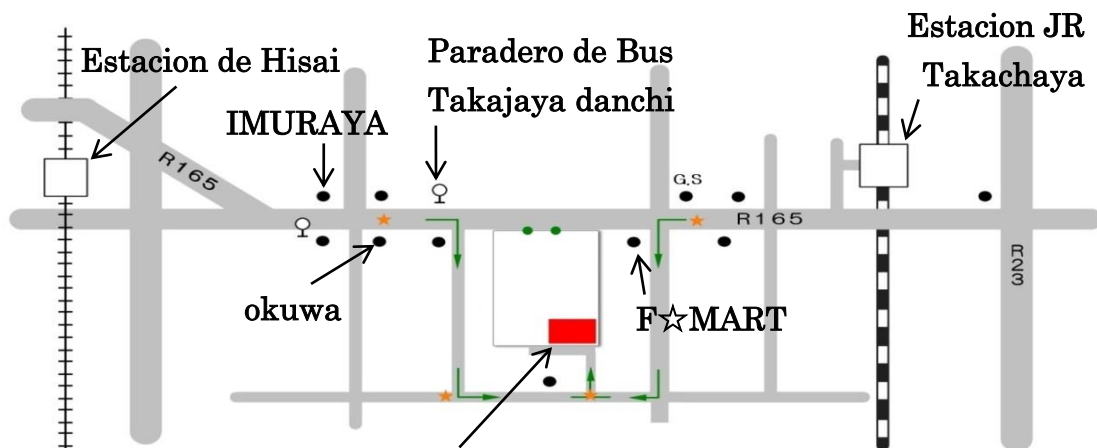 Estacion de Hisai
Paradero de Bus
Takajaya danchi
Estacion JR
Takachaya
IMURAYA
R165
G.S
R165
R23
okuwa
F☆MART